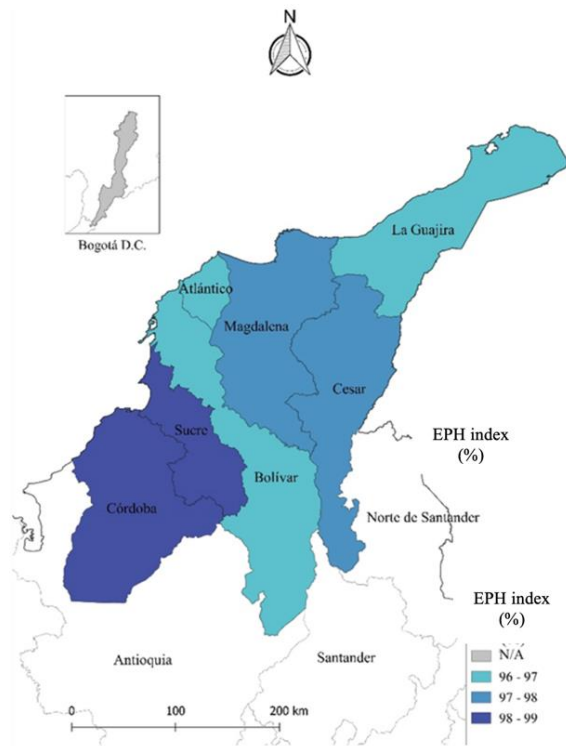 N
Bogotá D.C.
La Guajira
Atlántico
Magdalena
Cesar
Sucre
EPH index
(%)
Bolívar
Córdoba
Norte de Santander
EPH index
(%)
Antioquia
Santander
N/A
96 - 97
97 - 98
98 - 99
0
100
200 km